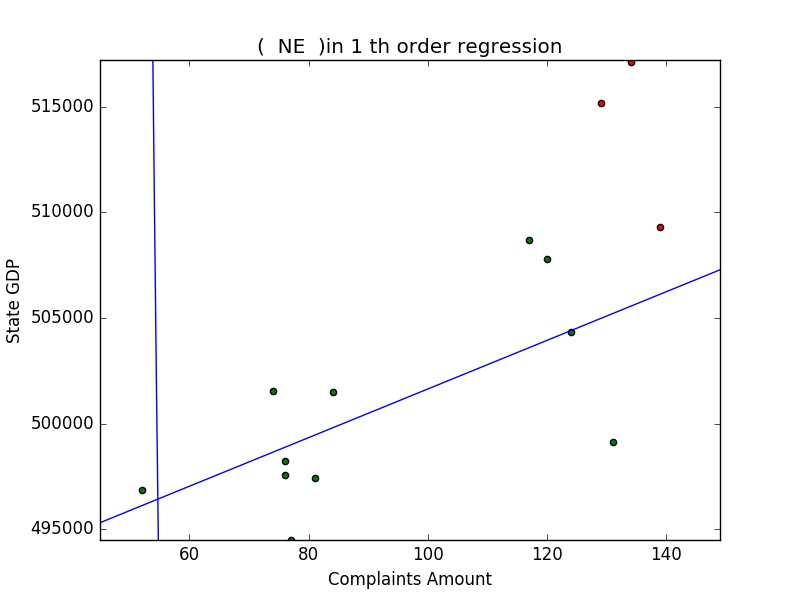 (  NE  )in 1 th order regression
515000
510000
505000
500000
495000
State GDP
60 80 100 120 140
Complaints Amount